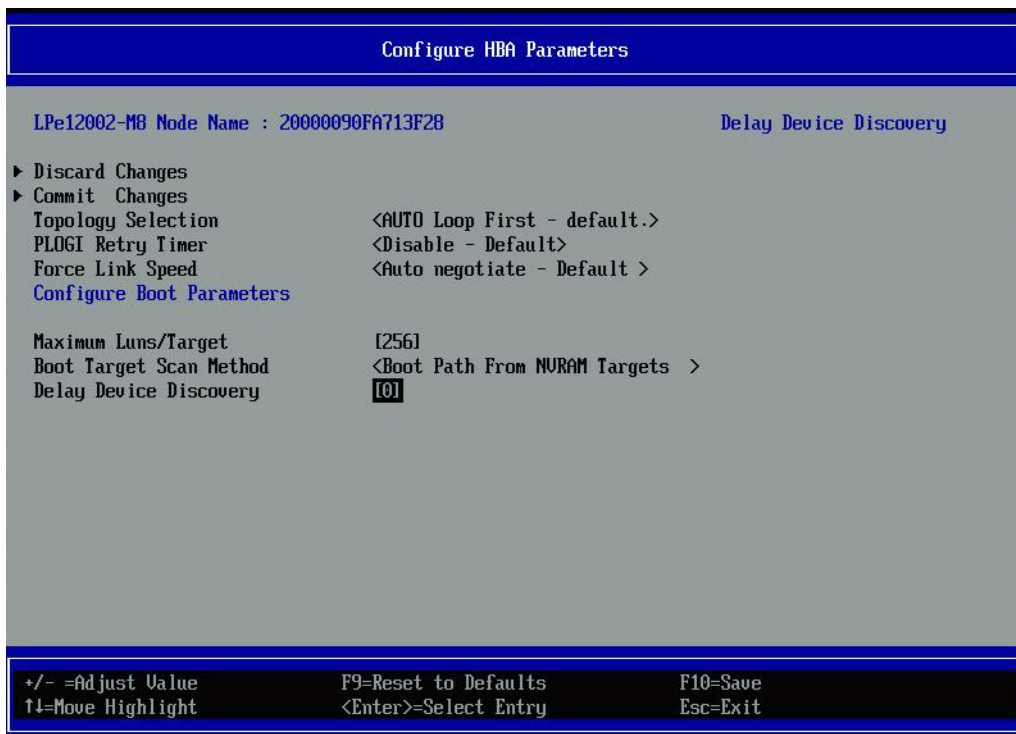 Configure HBA Parameters
LPe12002-M8 Node Name : 20000090FA713F28 Delay Device Discovery
Discard Changes
Commit Changes
Topology Selection <AUTO Loop First - default.>
PLOGI Retry Timer <Disable - Default>
Force Link Speed <Auto negotiate - Default >
Configure Boot Parameters
Maximum Luns/Target [256]
Boot Target Scan Method <Boot Path From NVRAM Targets >
Delay Device Discovery [0]
+/- =Adjust Value F9=Reset to Defaults F10=Save
↑↓=Move Highlight <Enter>=Select Entry Esc=Exit